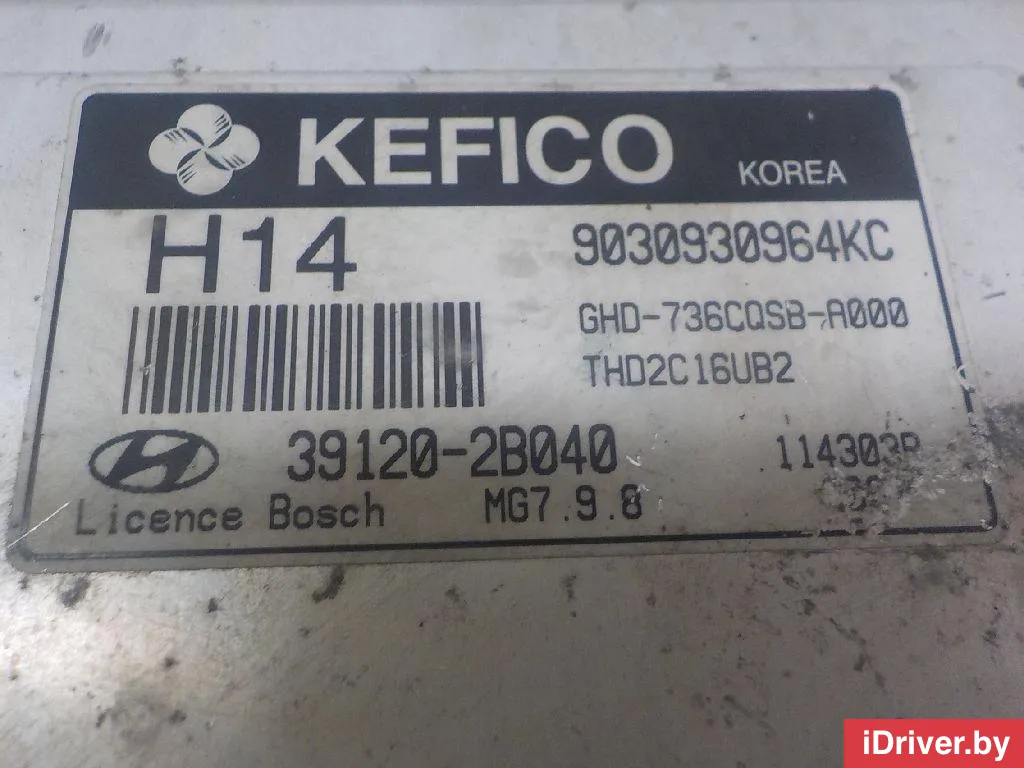 KEFICO KOREA
H14 9030930964KC
GHD-736CQSB-A000
THD2C16UB2
39120-2B040
Licence Bosch MG7.9.8
iDriver.by